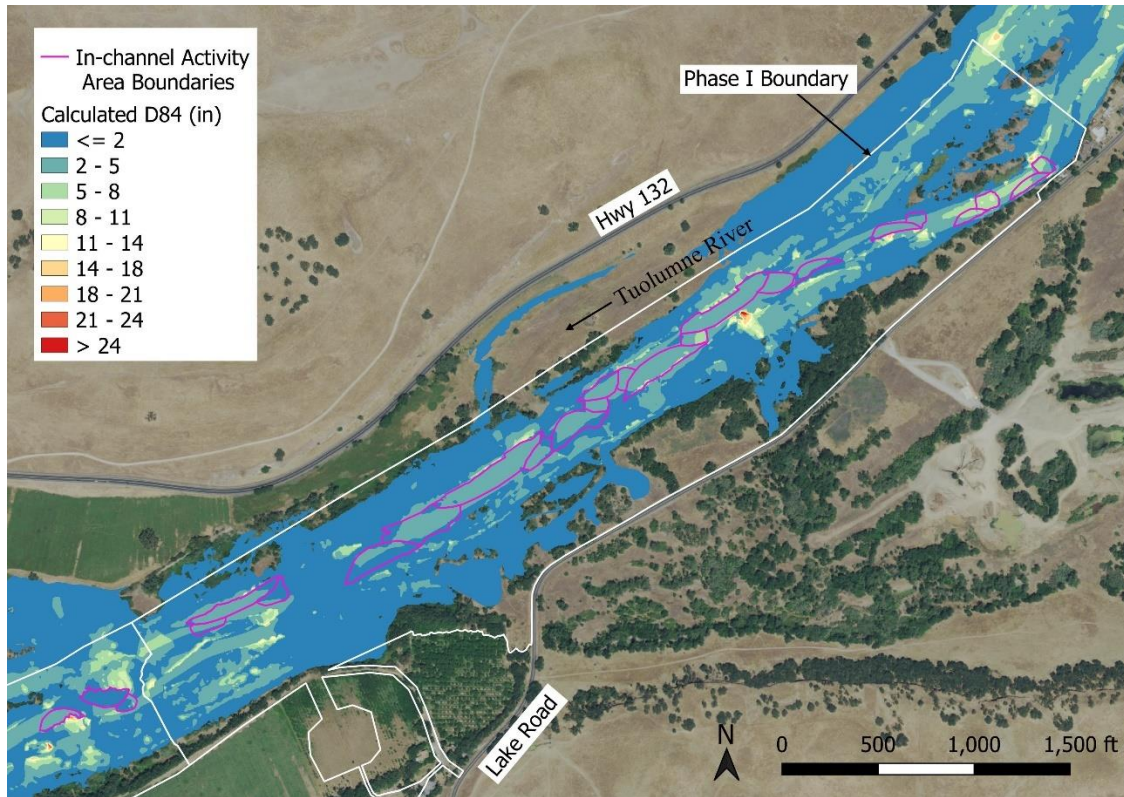 In-channel Activity
Area Boundaries
Calculated D84 (in)
<= 2
2 - 5
5 - 8
8 - 11
11 - 14
14 - 18
18 - 21
21 - 24
> 24
Phase I Boundary
Hwy 132
Tuolumne River
Lake Road
N
0 500 1,000 1,500 ft